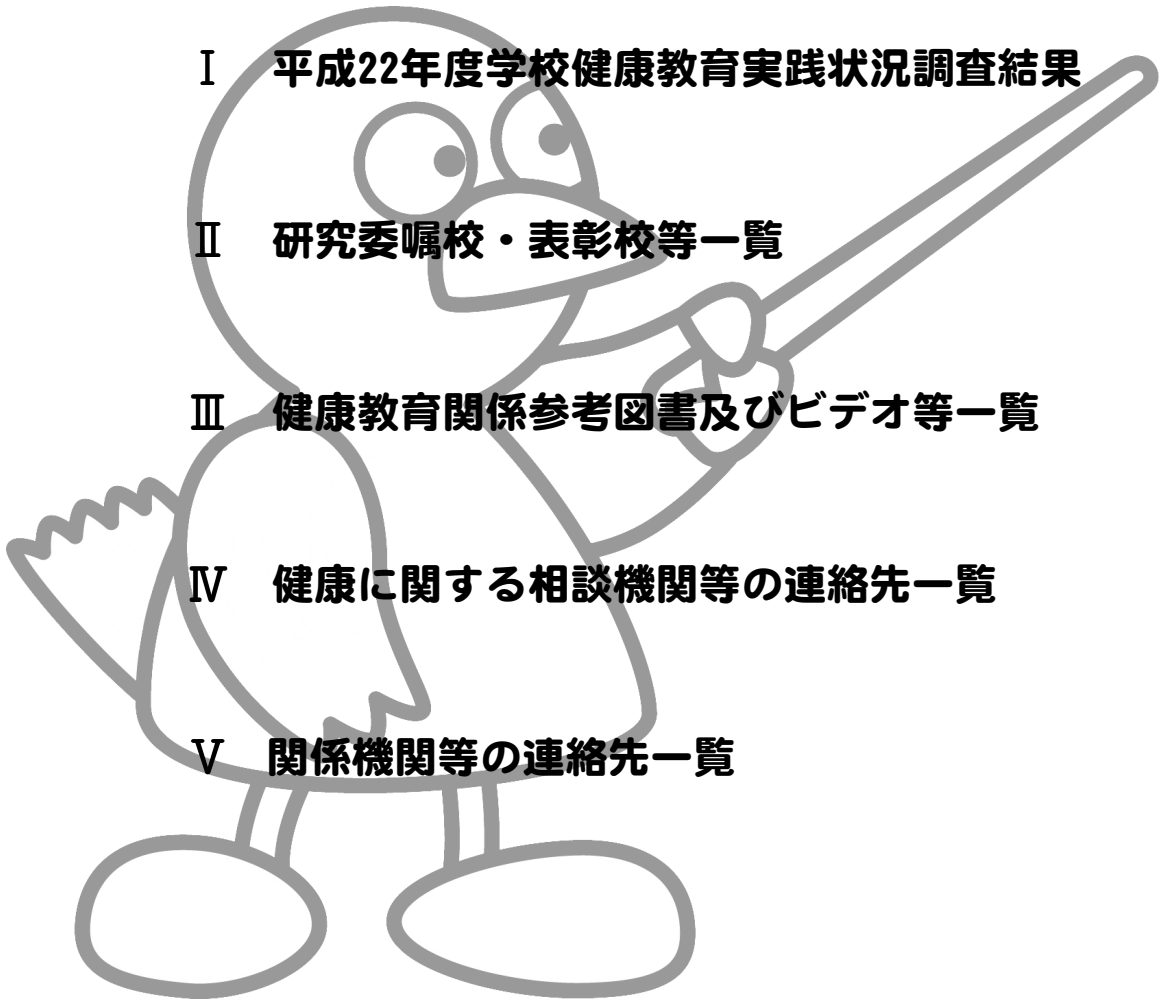 Ⅰ　平成22年度学校健康教育実践状況調査結果
Ⅱ　研究委嘱校・表彰校等一覧
Ⅲ　健康教育関係参考図書及びビデオ等一覧
Ⅳ　健康に関する相談機関等の連絡先一覧
Ⅴ　関係機関等の連絡先一覧